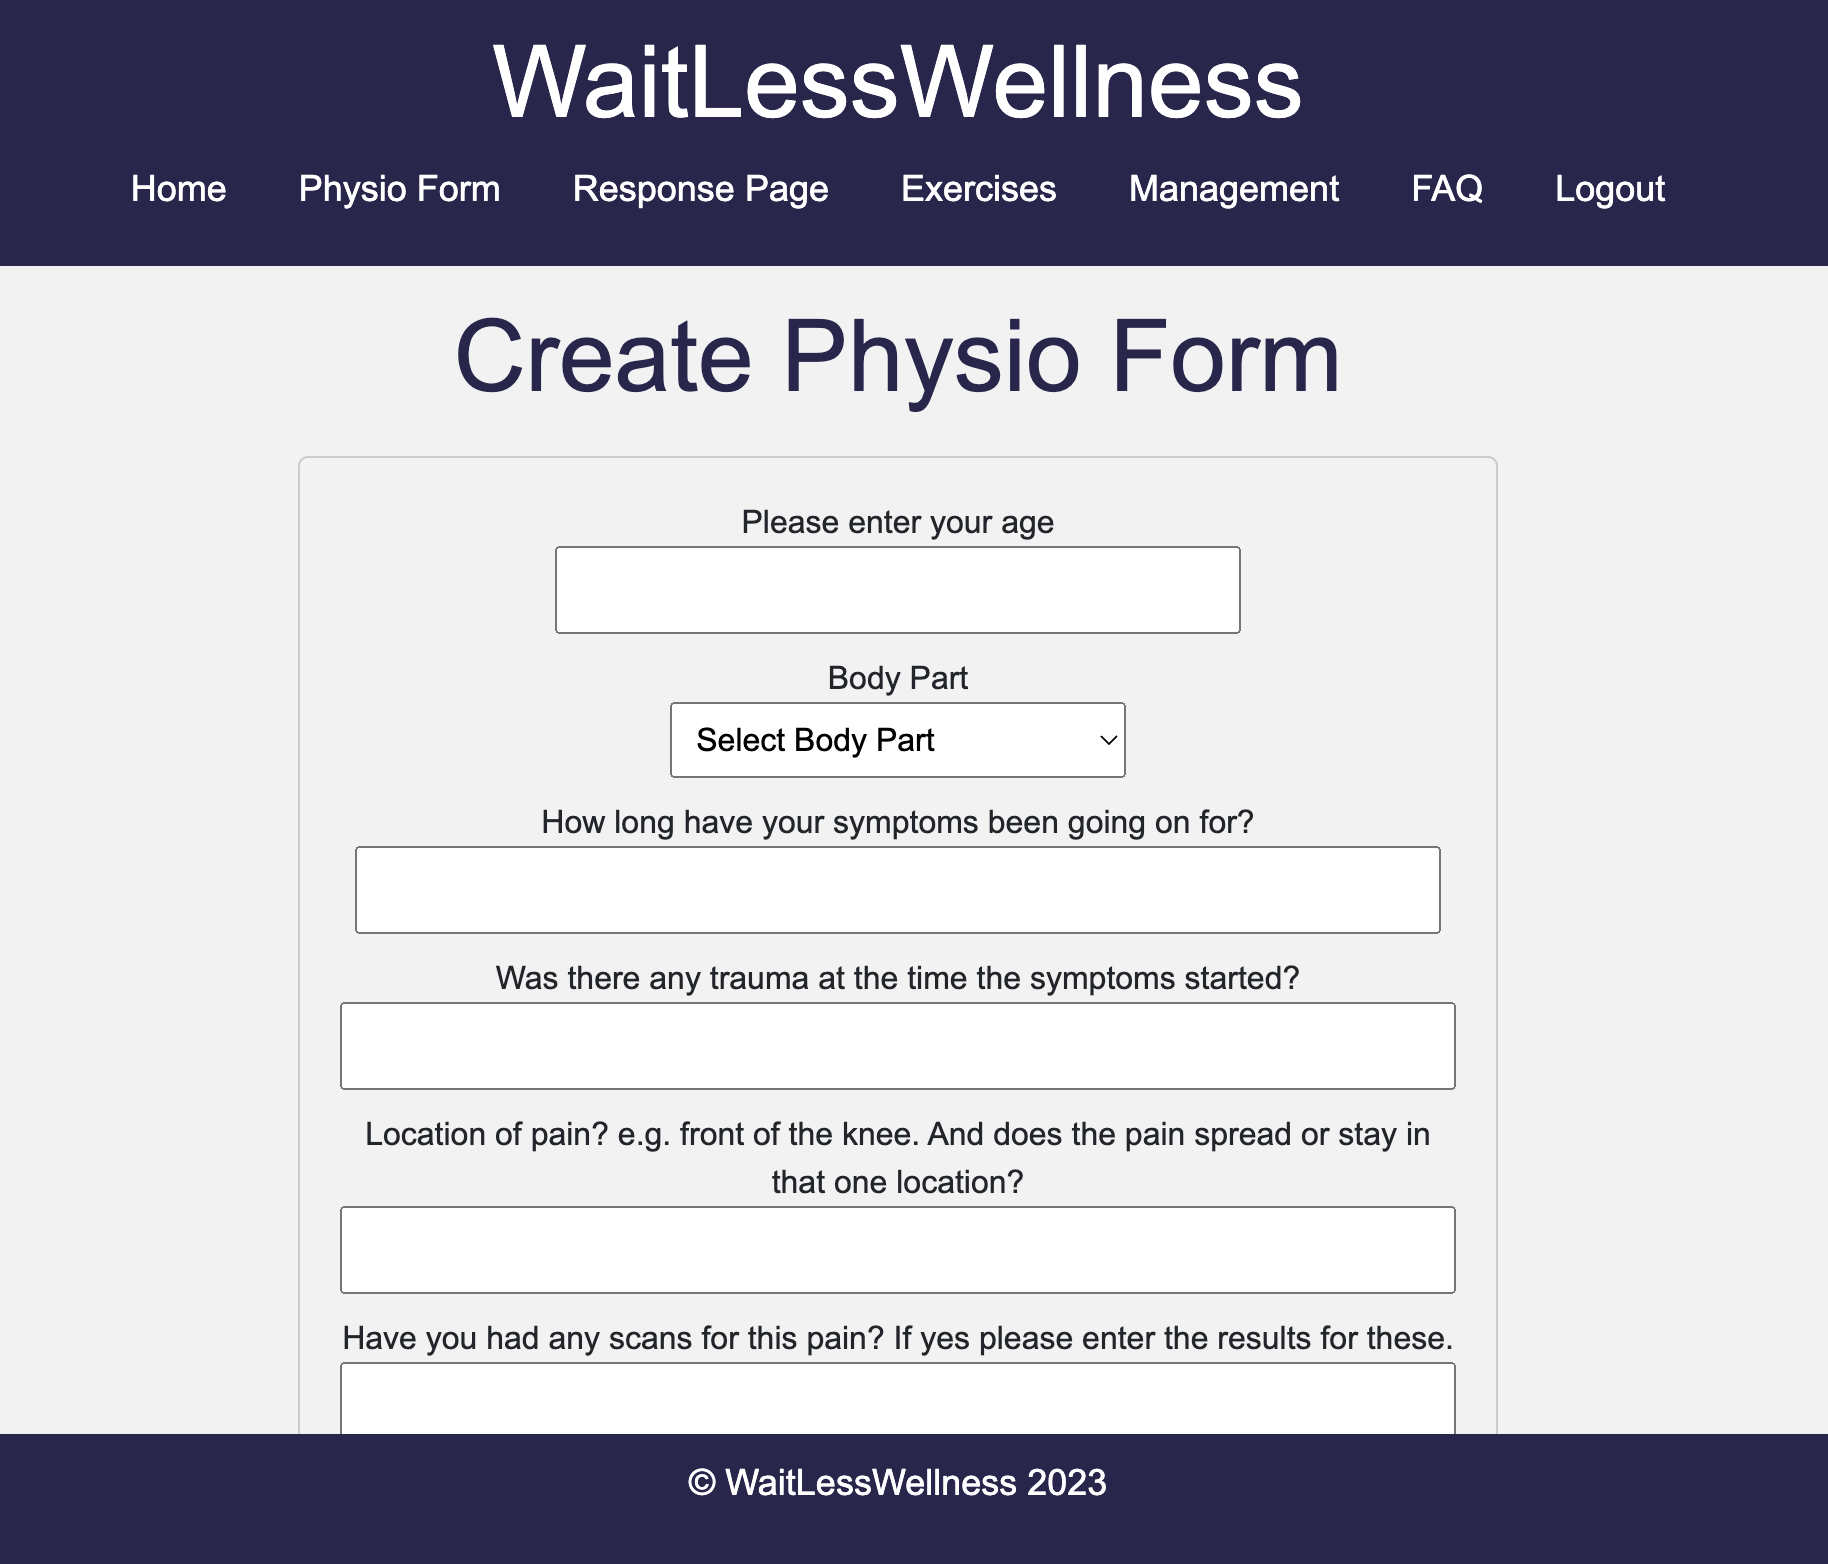 WaitLessWellness
Home Physio Form Response Page Exercises Management FAQ Logout
Create Physio Form
Please enter your age
Body Part
Select Body Part
How long have your symptoms been going on for?
Was there any trauma at the time the symptoms started?
Location of pain? e.g. front of the knee. And does the pain spread or stay in
that one location?
Have you had any scans for this pain? If yes please enter the results for these.
© WaitLessWellness 2023